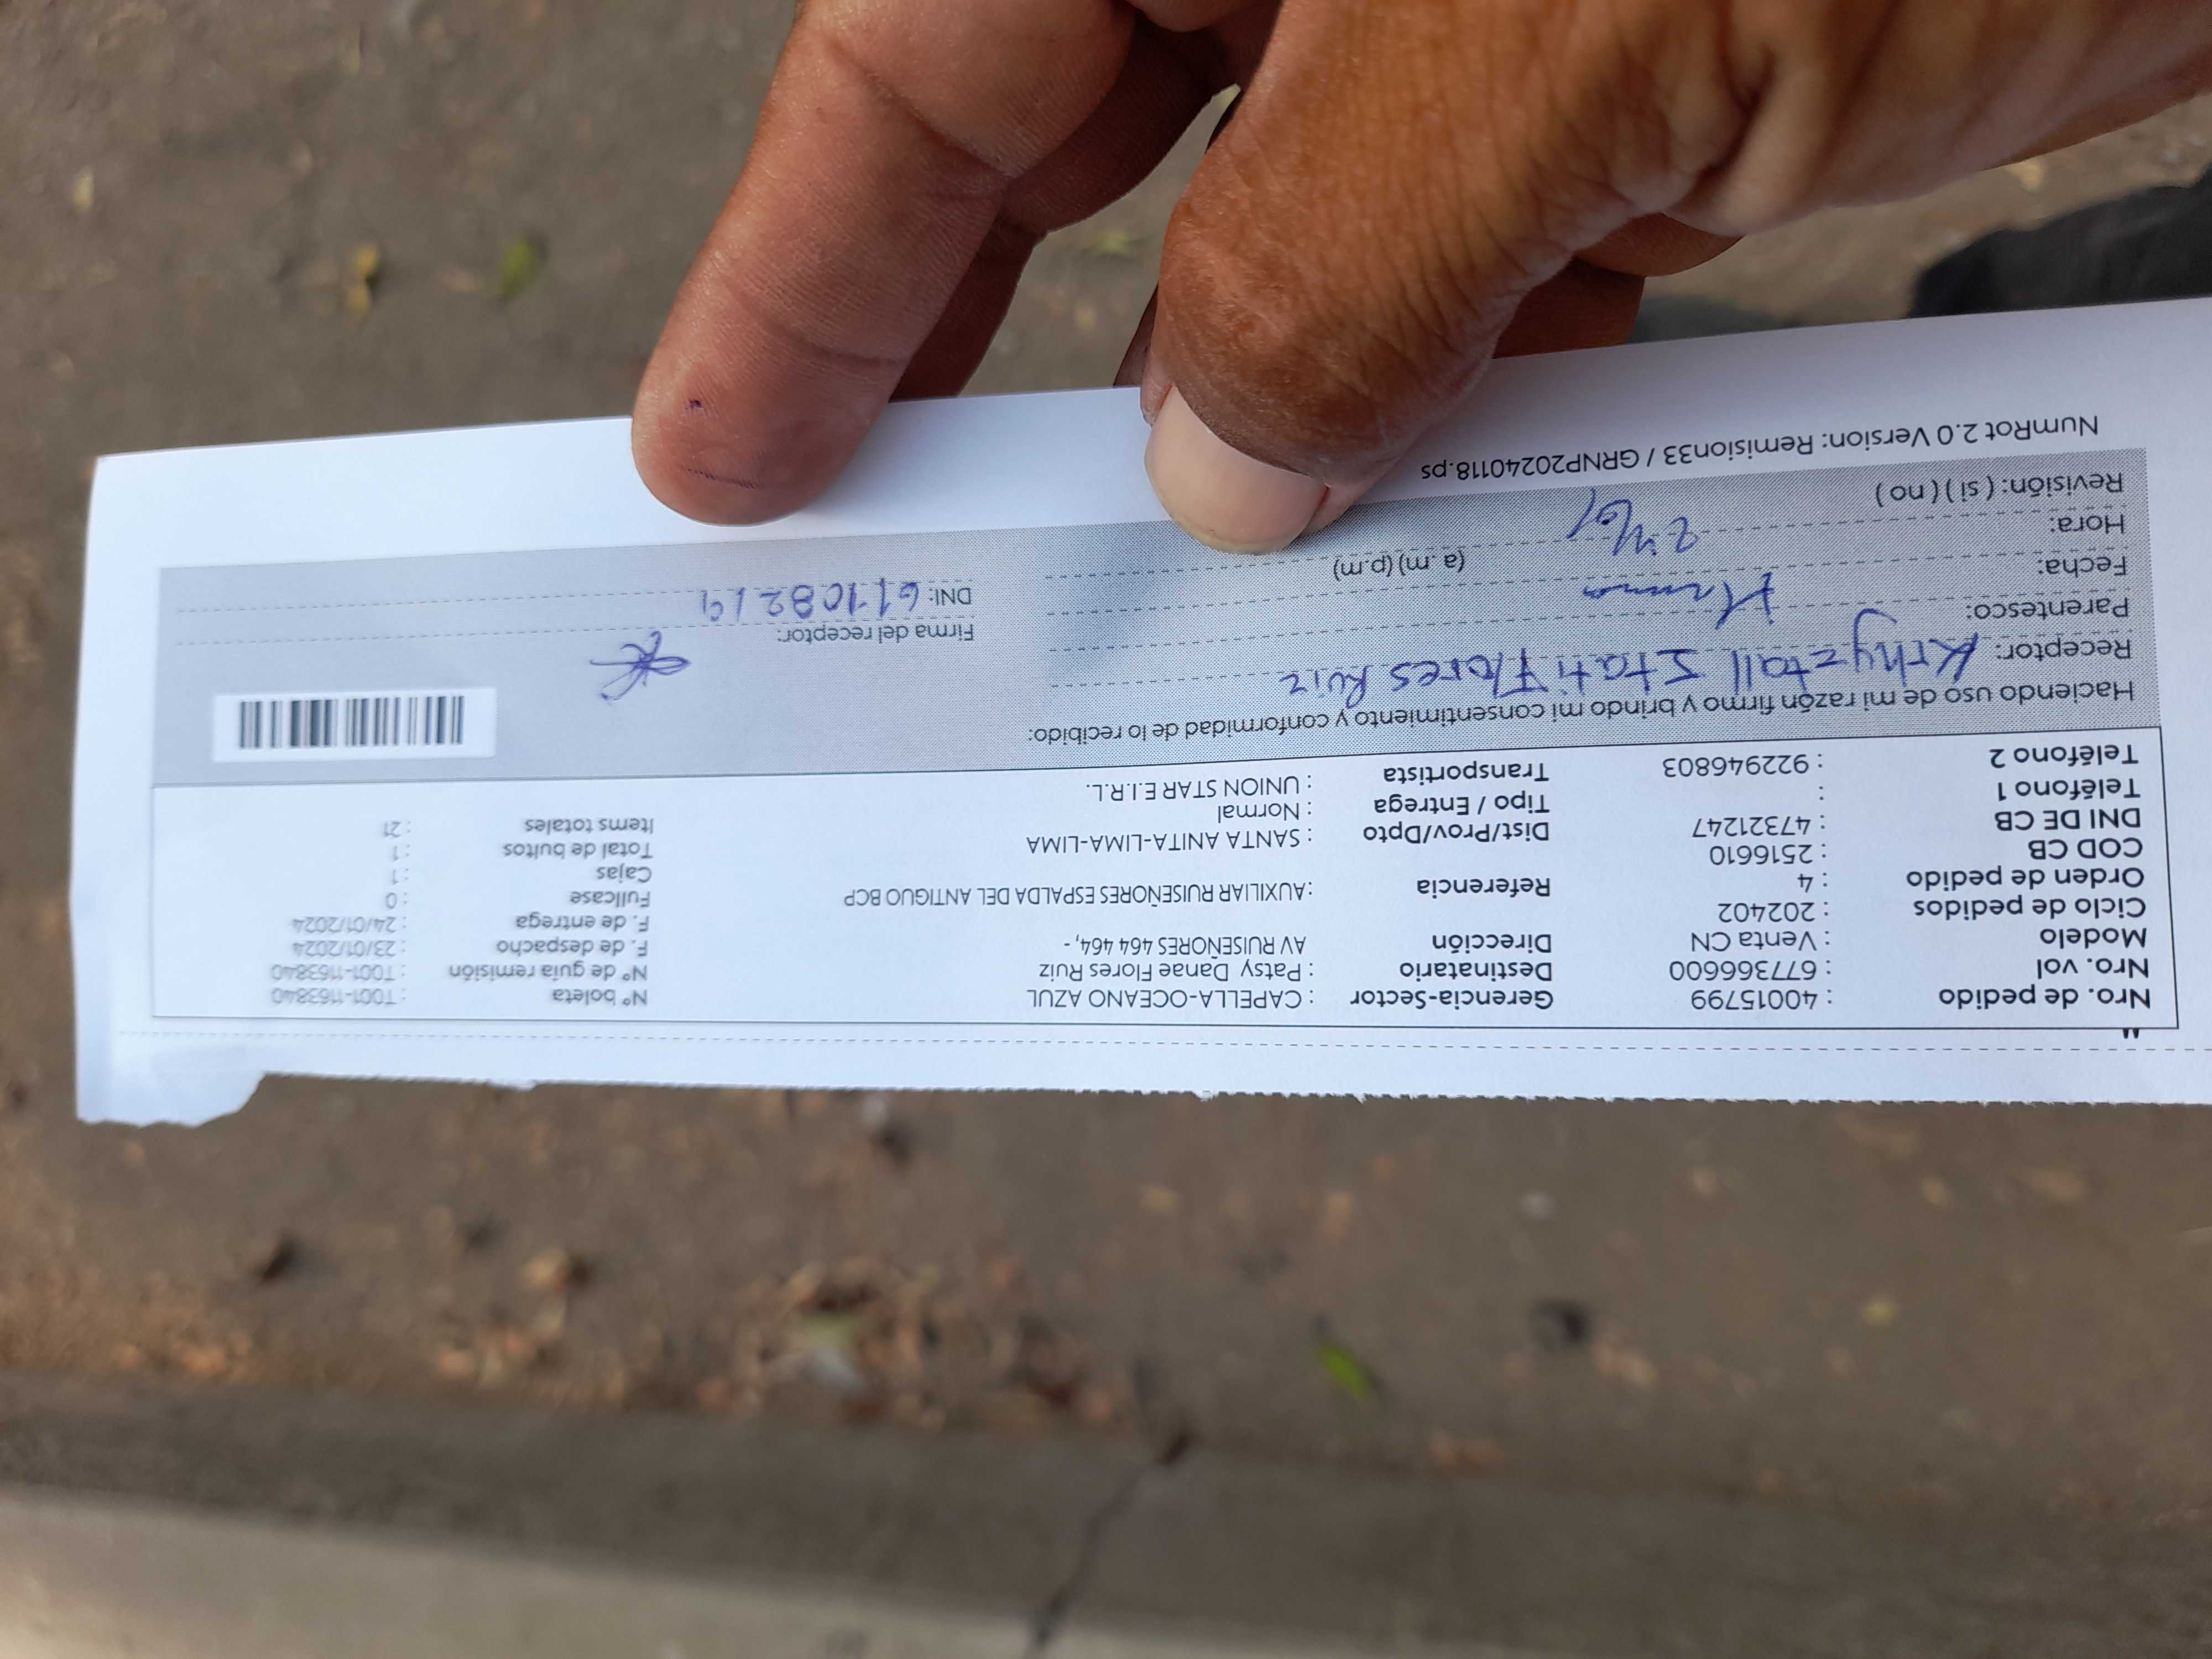 "
Nro. de pedido : 40015799 Gerencia-Sector : CAPELLA-OCEANO AZUL Nº boleta : T001-1163840
Nro. vol : 677366600 Destinatario : Patsy Danae Flores Ruiz Nº de guia remisión : T001-1163840
Modelo : Venta CN Dirección AV RUISEÑORES 464 464, - F. de despacho : 23/01/2024
Ciclo de pedidos : 202402 F. de entrega : 24/01/2024
Orden de pedido : 4 Referencia :AUXILIAR RUISEÑORES ESPALDA DEL ANTIGUO BCP Fullcase : 0
COD CB : 2516610 Cajas : 1
DNI DE CB : 47321247 Dist/Prov/Dpto : SANTA ANITA-LIMA-LIMA Total de bultos : 1
Teléfono 1 : Tipo / Entrega : Normal Items totales : 21
Teléfono 2 : 922946803 Transportista : UNION STAR E.I.R.L.
Haciendo uso de mi razón firmo y brindo mi consentimiento y conformidad de lo recibido:
Receptor: Krhyztall Itati Flores Ruiz
Parentesco: Firma del receptor:
Fecha: DNI: 61108219
Hora: (a. m) (p.m)
Revisión: ( si ) ( no )
NumRot 2.0 Version: Remision33 / GRNP20240118.ps